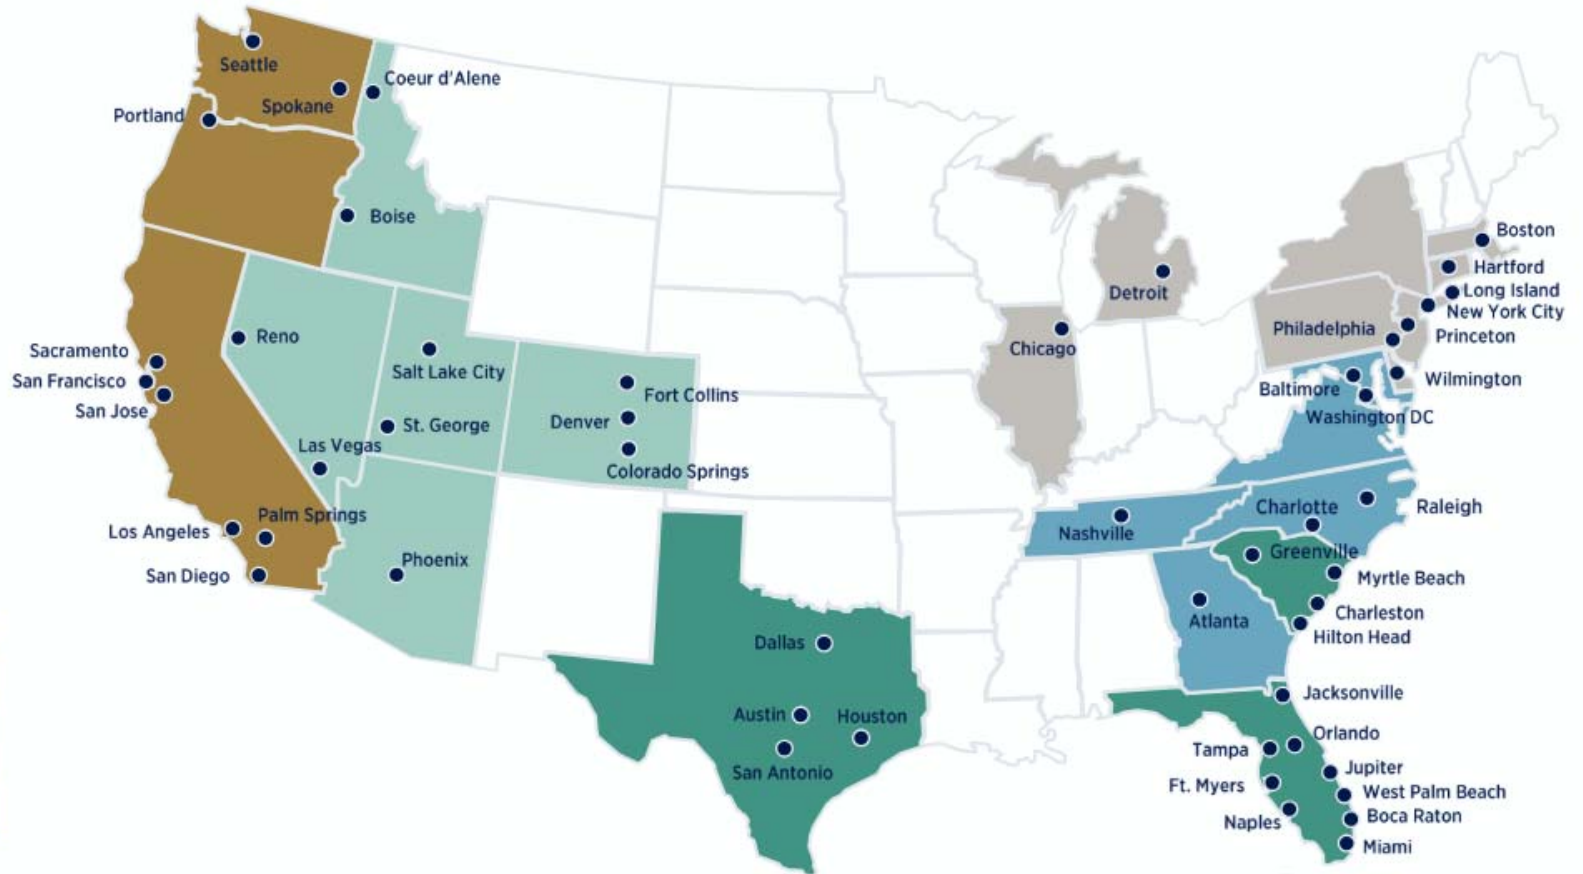 Seattle
Coeur d'Alene
Spokane
Portland
Boise
Reno
Sacramento
San Francisco
San Jose
Salt Lake City
St. George
Las Vegas
Fort Collins
Denver
Colorado Springs
Palm Springs
Los Angeles
San Diego
Phoenix
Dallas
Austin
Houston
San Antonio
Detroit
Chicago
Boston
Hartford
Long Island
New York City
Princeton
Philadelphia
Wilmington
Baltimore
Washington DC
Nashville
Charlotte
Raleigh
Greenville
Myrtle Beach
Charleston
Hilton Head
Atlanta
Jacksonville
Orlando
Tampa
Jupiter
Ft. Myers
West Palm Beach
Boca Raton
Naples
Miami